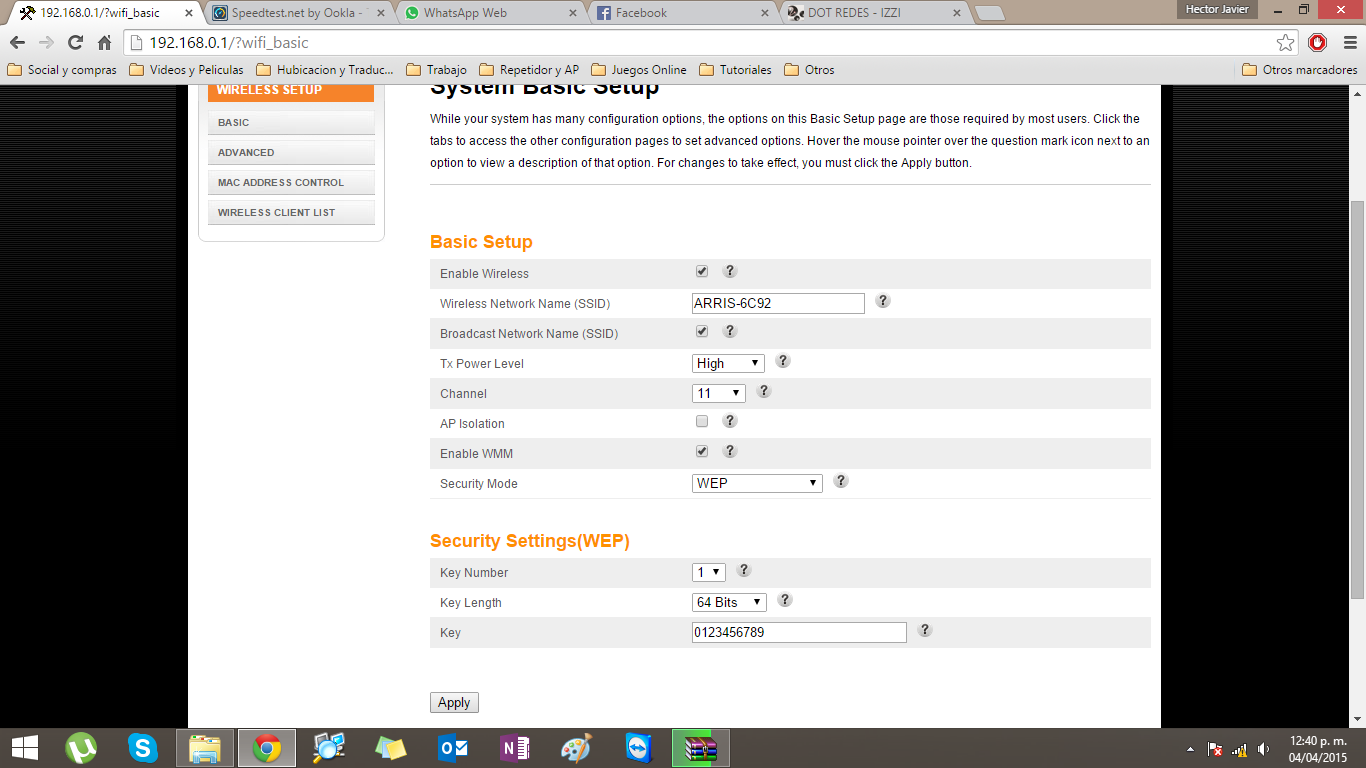 192.168.0.1/?wifi_basic
Speedtest.net by Ookla -
WhatsApp Web
Facebook
DOT REDES - IZZI
Hector Javier
192.168.0.1/?wifi_basic
Social y compras
Videos y Peliculas
Hubicacion y Traduc...
Trabajo
Repetidor y AP
Juegos Online
Tutoriales
Otros
Otros marcadores
WIRELESS SETUP
BASIC
ADVANCED
MAC ADDRESS CONTROL
WIRELESS CLIENT LIST
System Basic Setup
While your system has many configuration options, the options on this Basic Setup page are those required by most users. Click the
tabs to access the other configuration pages to set advanced options. Hover the mouse pointer over the question mark icon next to an
option to view a description of that option. For changes to take effect, you must click the Apply button.
Basic Setup
Enable Wireless ?
Wireless Network Name (SSID) ARRIS-6C92 ?
Broadcast Network Name (SSID) ?
Tx Power Level High ?
Channel 11 ?
AP Isolation ?
Enable WMM ?
Security Mode WEP ?
Security Settings(WEP)
Key Number 1 ?
Key Length 64 Bits ?
Key 0123456789 ?
Apply
12:40 p. m.
04/04/2015